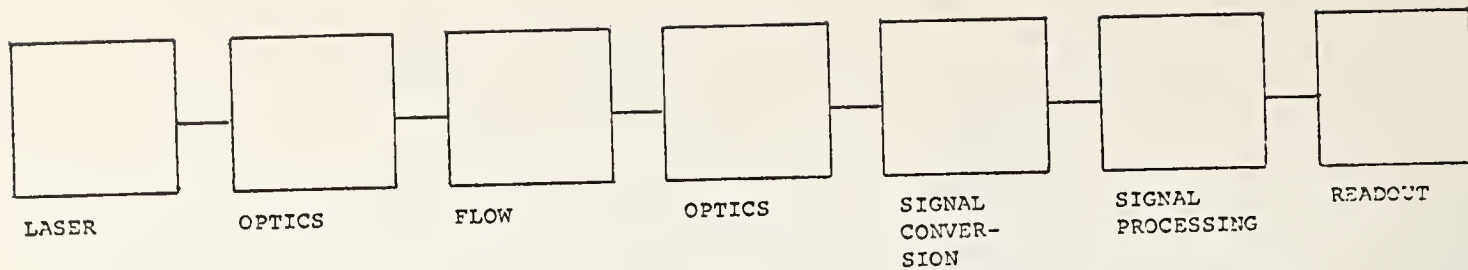 LASER
OPTICS
FLOW
OPTICS
SIGNAL
CONVER-
SION
SIGNAL
PROCESSING
READOUT